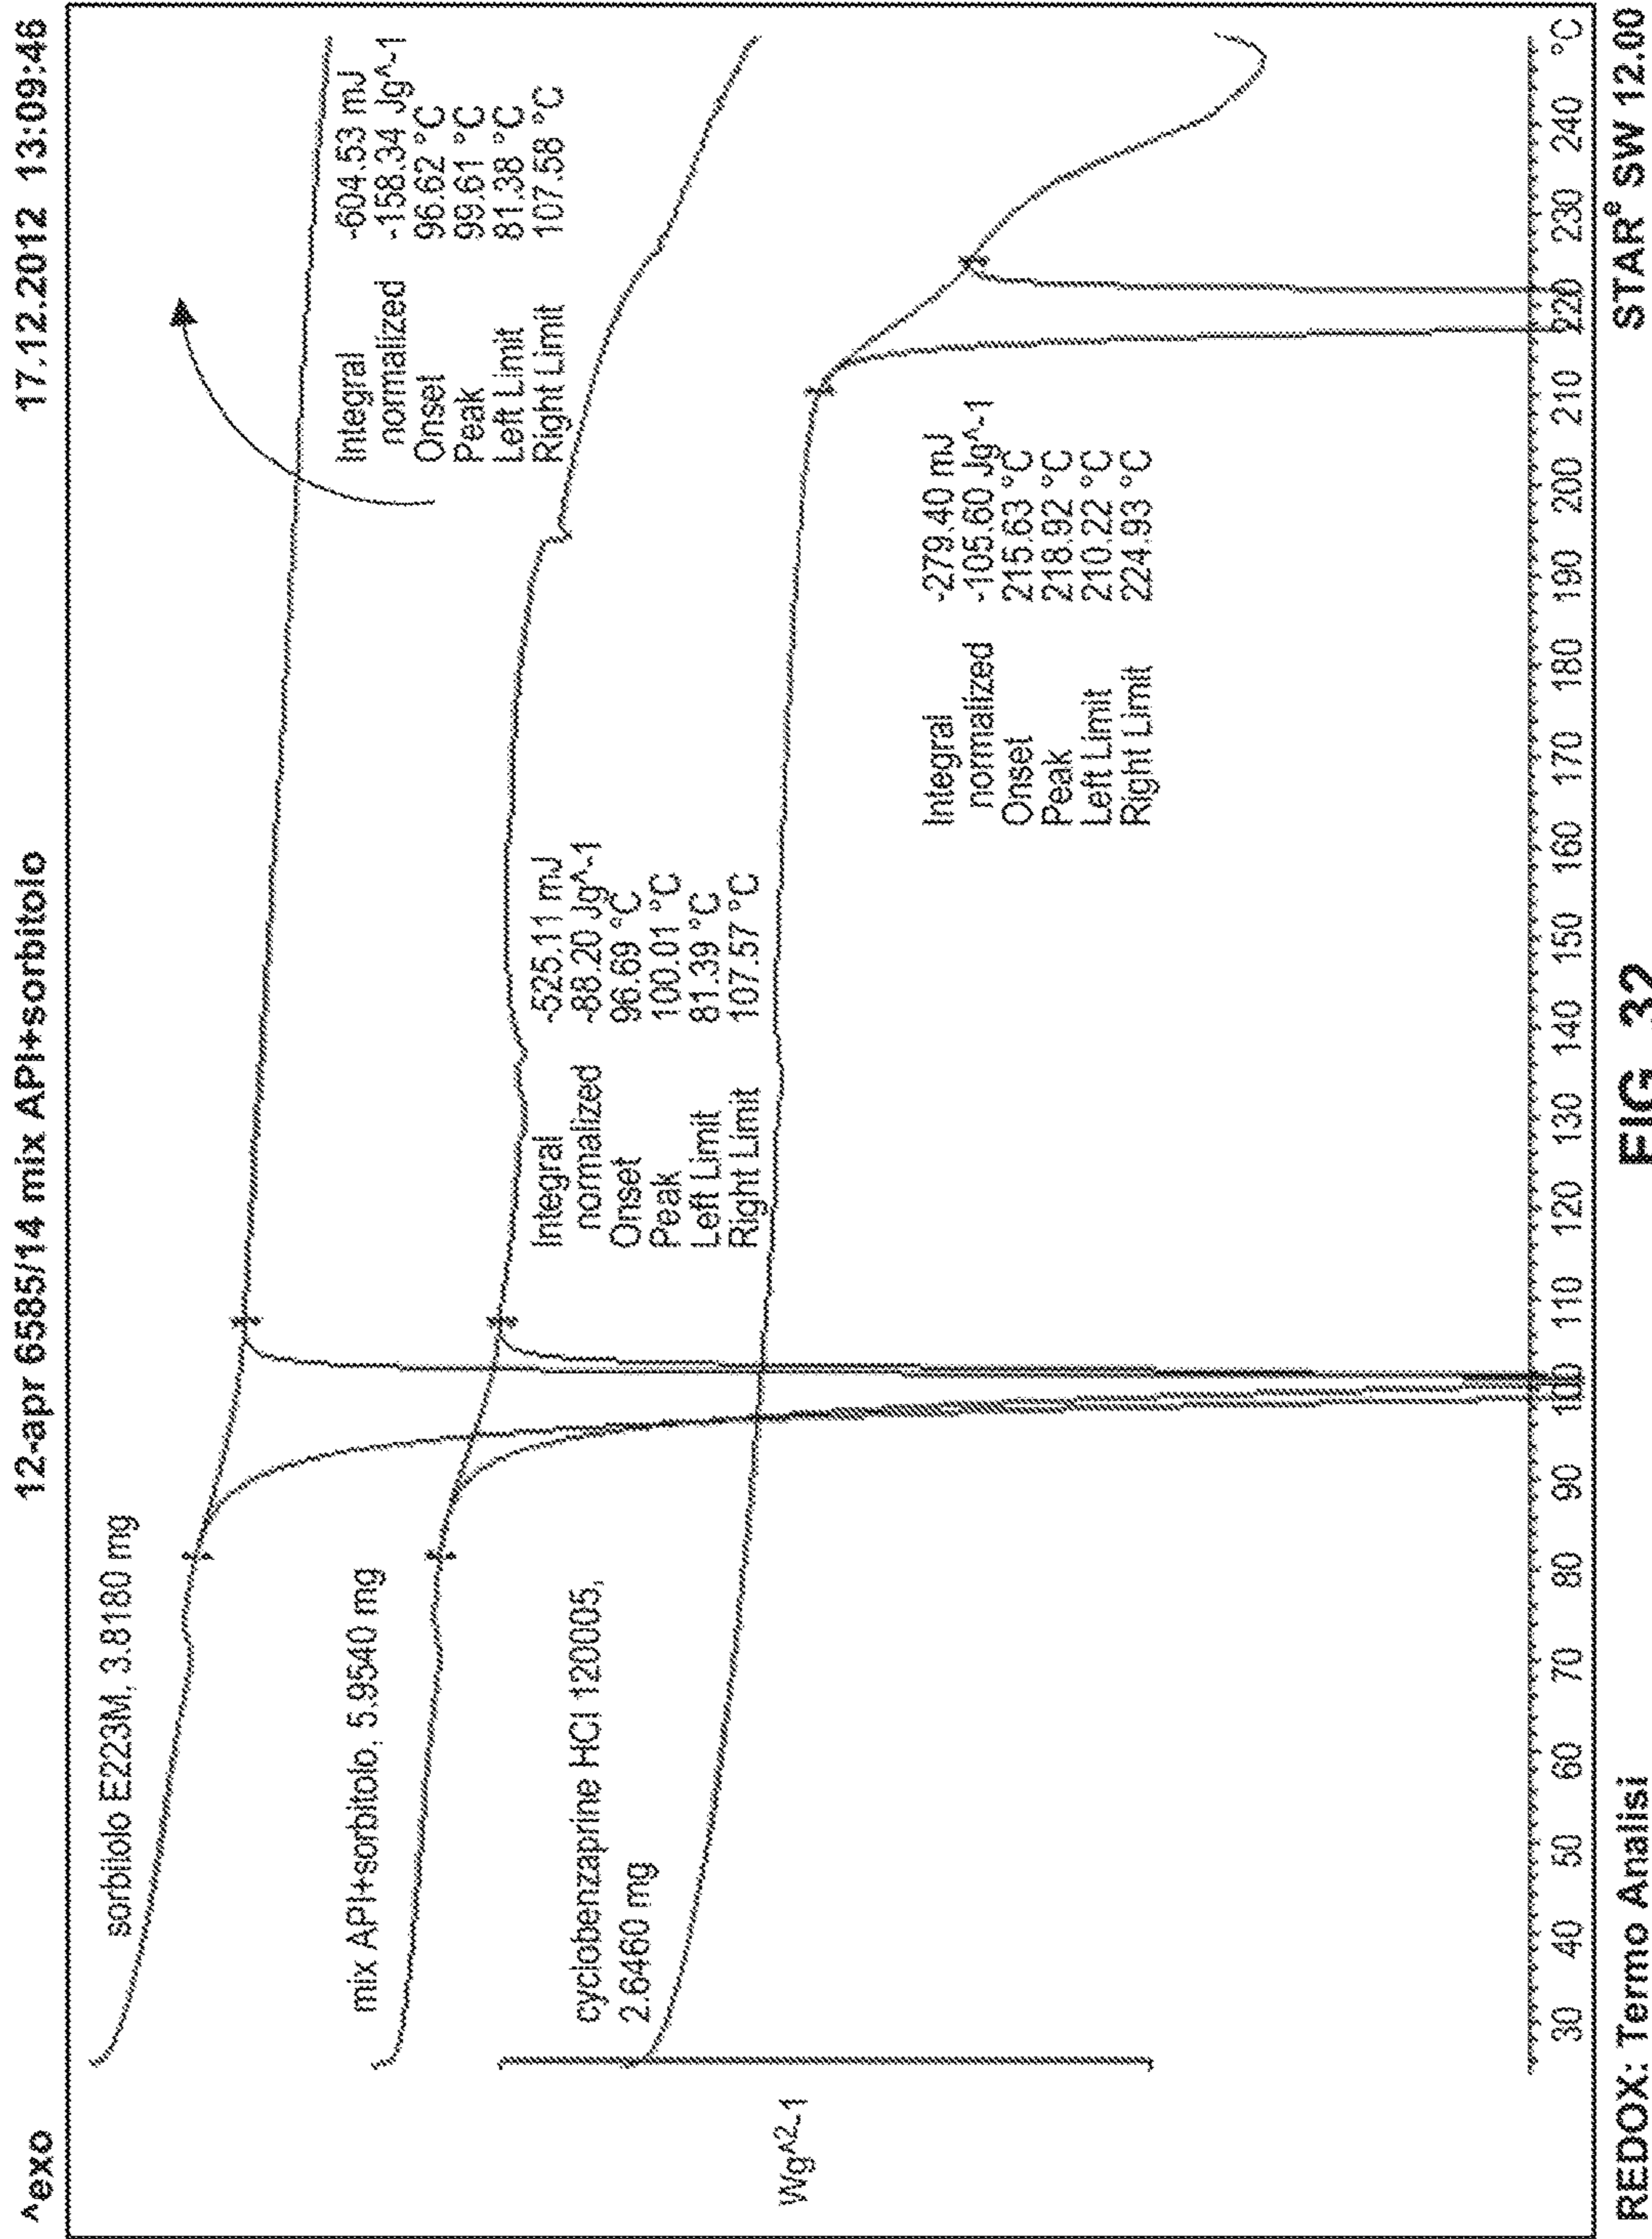 ^exo
12-apr 6585/14 mix API+sorbitolo
17.12.2012 13:09:46
sorbitolo E223M, 3.8180 mg
Integral -604.53 mJ
normalized -158.34 Jg^-1
Onset 96.62 °C
Peak 99.61 °C
Left Limit 81.38 °C
Right Limit 107.58 °C
mix API+sorbitolo, 5.9540 mg
Integral -525.11 mJ
normalized -88.20 Jg^-1
Onset 96.69 °C
Peak 100.01 °C
Left Limit 81.39 °C
Right Limit 107.57 °C
cyclobenzaprine HCl 120005,
2.6460 mg
Wg^2-1
Integral -279.40 mJ
normalized -105.60 Jg^-1
Onset 215.63 °C
Peak 218.92 °C
Left Limit 210.22 °C
Right Limit 224.93 °C
30 40 50 60 70 80 90 100 110 120 130 140 150 160 170 180 190 200 210 220 230 240 °C
REDOX: Termo Analisi
FIG. 32
STARe SW 12.00